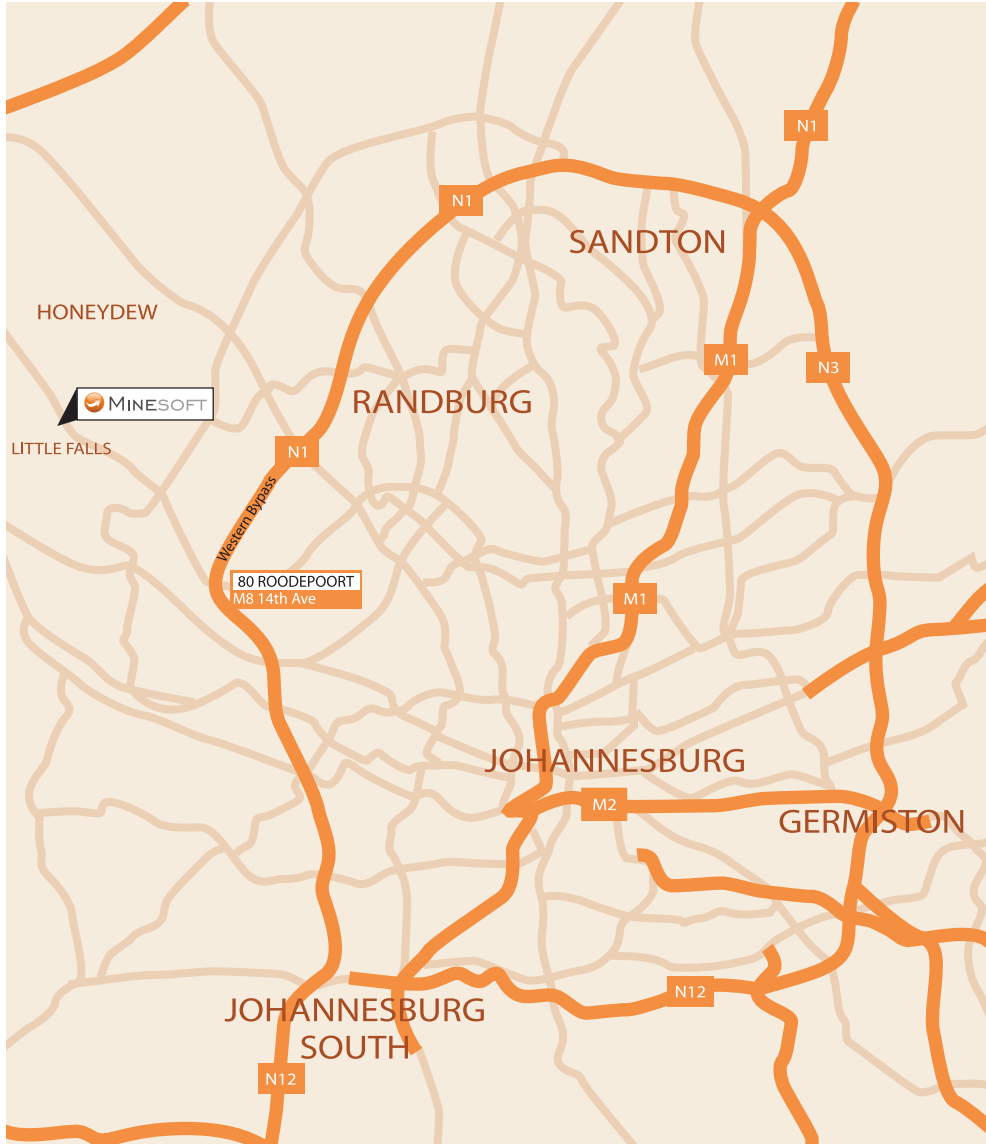 N1
N1
SANDTON
HONEYDEW
M1
N3
MINESOFT
RANDBURG
LITTLE FALLS
N1
Western Bypass
80 ROODEPOORT
M8 14th Ave
M1
JOHANNESBURG
M2
GERMISTON
N12
JOHANNESBURG
SOUTH
N12